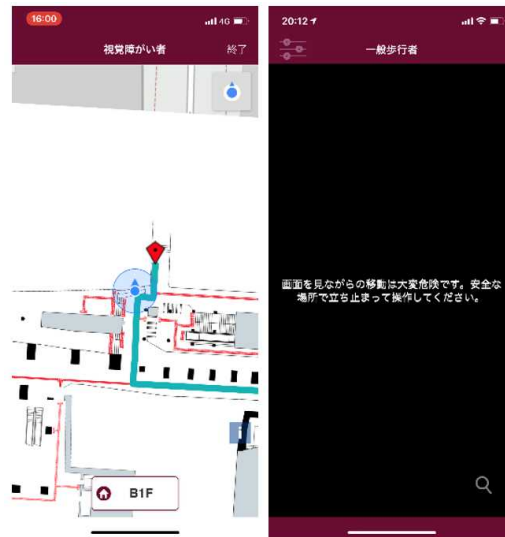 16:00
4G
視覚障がい者
終了
B1F
20:12
一般歩行者
画面を見ながらの移動は大変危険です。安全な
場所で立ち止まって操作してください。